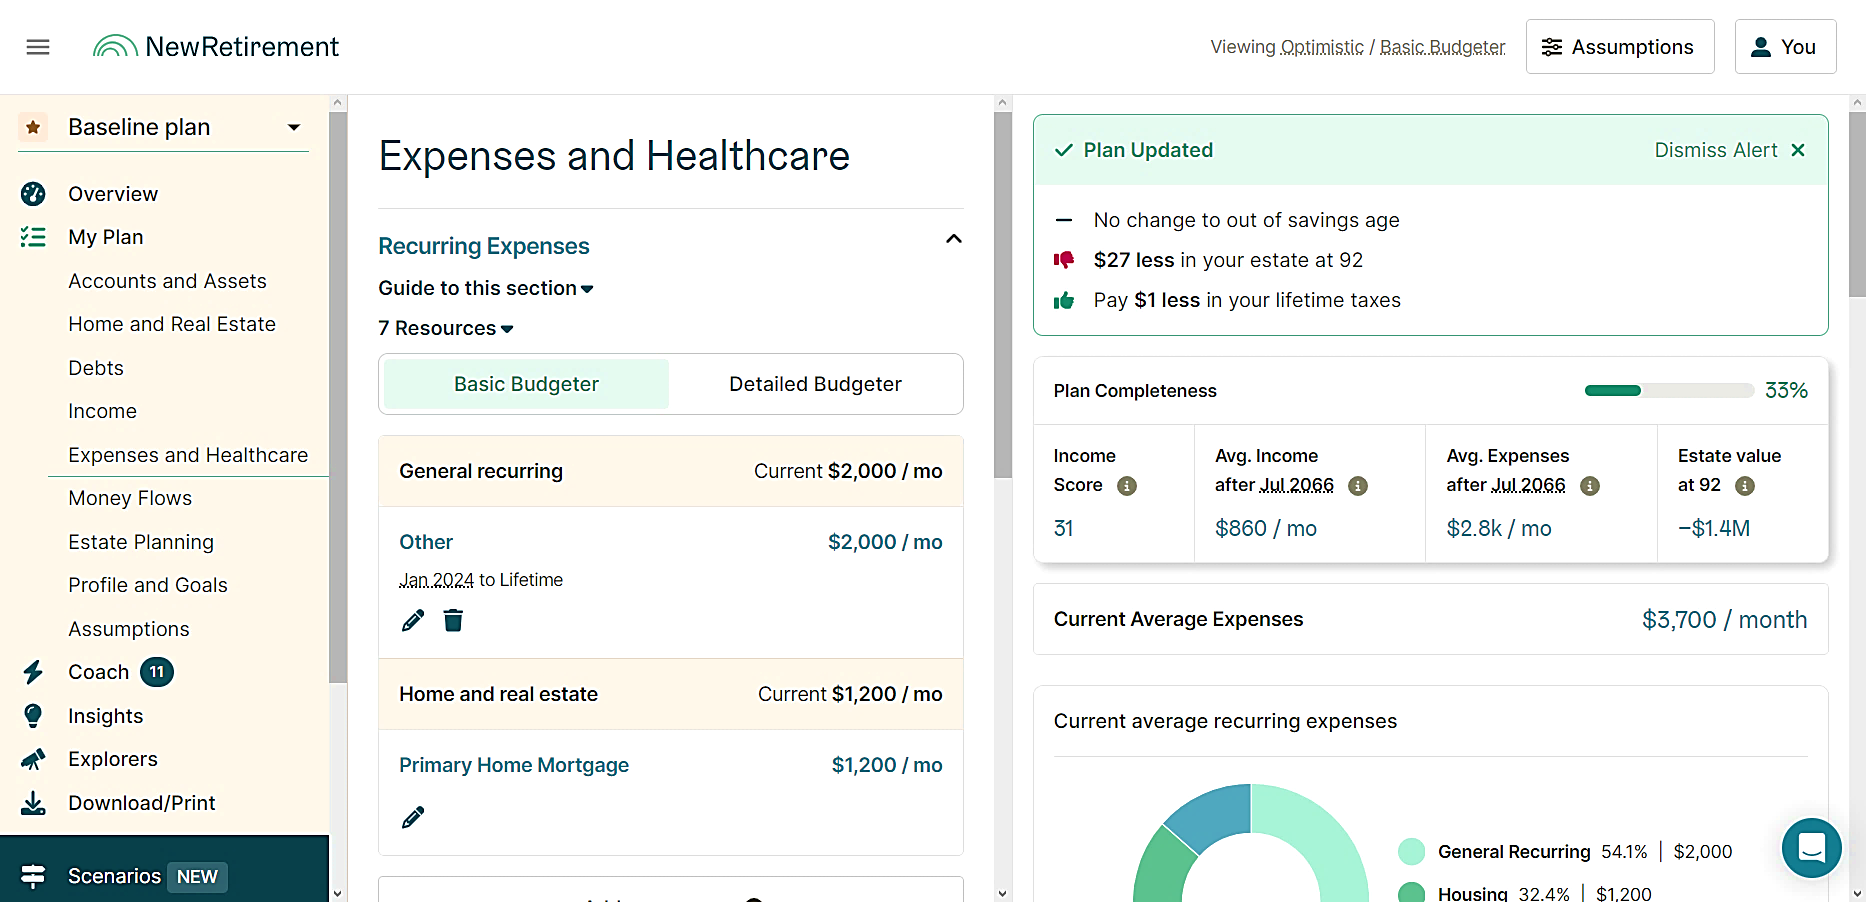 NewRetirement
Viewing Optimistic / Basic Budgeter
Assumptions
You
Baseline plan
Overview
My Plan
Accounts and Assets
Home and Real Estate
Debts
Income
Expenses and Healthcare
Money Flows
Estate Planning
Profile and Goals
Assumptions
Coach 11
Insights
Explorers
Download/Print
Scenarios NEW
Expenses and Healthcare
Recurring Expenses
Guide to this section
7 Resources
Basic Budgeter
Detailed Budgeter
General recurring Current $2,000 / mo
Other $2,000 / mo
Jan 2024 to Lifetime
Home and real estate Current $1,200 / mo
Primary Home Mortgage $1,200 / mo
Plan Updated
Dismiss Alert
No change to out of savings age
$27 less in your estate at 92
Pay $1 less in your lifetime taxes
Plan Completeness 33%
Income
Score
31
Avg. Income
after Jul 2066
$860 / mo
Avg. Expenses
after Jul 2066
$2.8k / mo
Estate value
at 92
−$1.4M
Current Average Expenses $3,700 / month
Current average recurring expenses
General Recurring 54.1% | $2,000
Housing 32.4% | $1,200